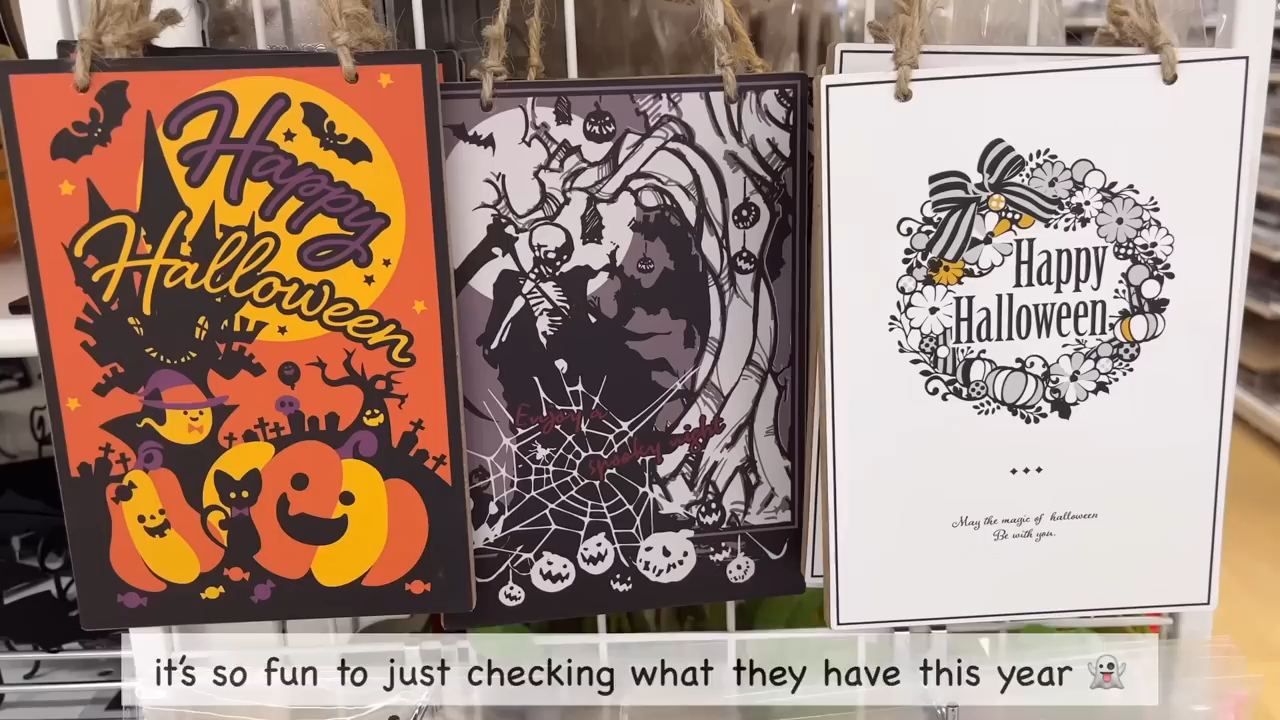 Happy
Halloween
Enjoy a
spooky night
Happy
Halloween
May the magic of halloween
Be with you.
it's so fun to just checking what they have this year 👻